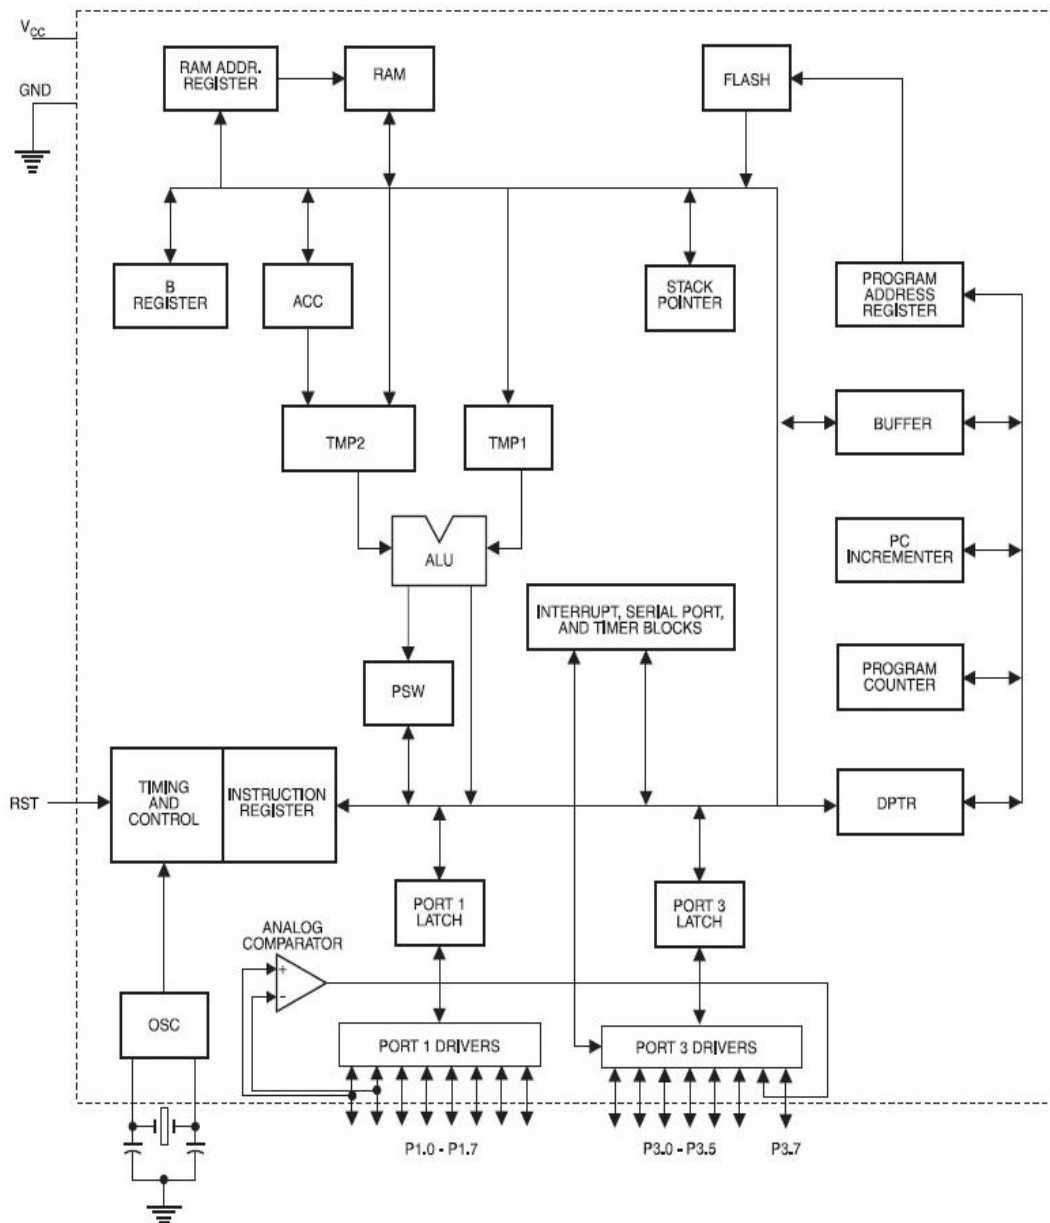 VCC
GND
RAM ADDR.
REGISTER
RAM
FLASH
B
REGISTER
ACC
STACK
POINTER
PROGRAM
ADDRESS
REGISTER
TMP2
TMP1
BUFFER
ALU
PC
INCREMENTER
INTERRUPT, SERIAL PORT,
AND TIMER BLOCKS
PSW
PROGRAM
COUNTER
RST
TIMING
AND
CONTROL
INSTRUCTION
REGISTER
DPTR
PORT 1
LATCH
PORT 3
LATCH
ANALOG
COMPARATOR
+
-
OSC
PORT 1 DRIVERS
PORT 3 DRIVERS
P1.0 - P1.7
P3.0 - P3.5
P3.7